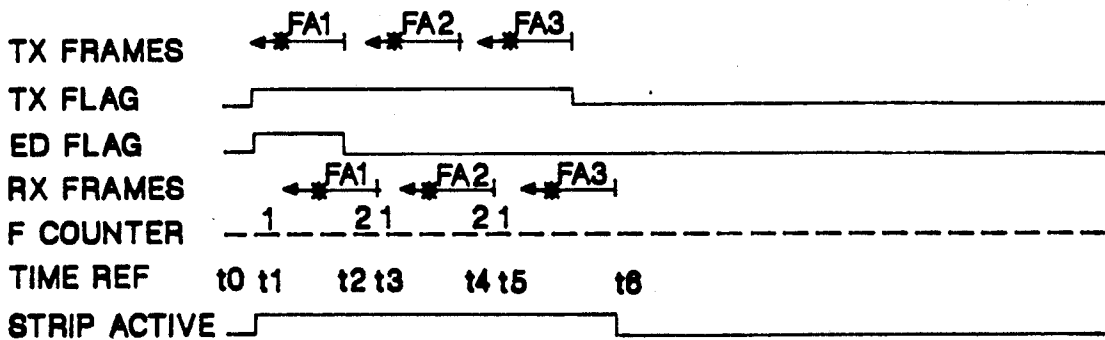 FA1 FA2 FA3
TX FRAMES
TX FLAG
ED FLAG
FA1 FA2 FA3
RX FRAMES
1 2 1 2 1
F COUNTER
TIME REF t0 t1 t2 t3 t4 t5 t6
STRIP ACTIVE